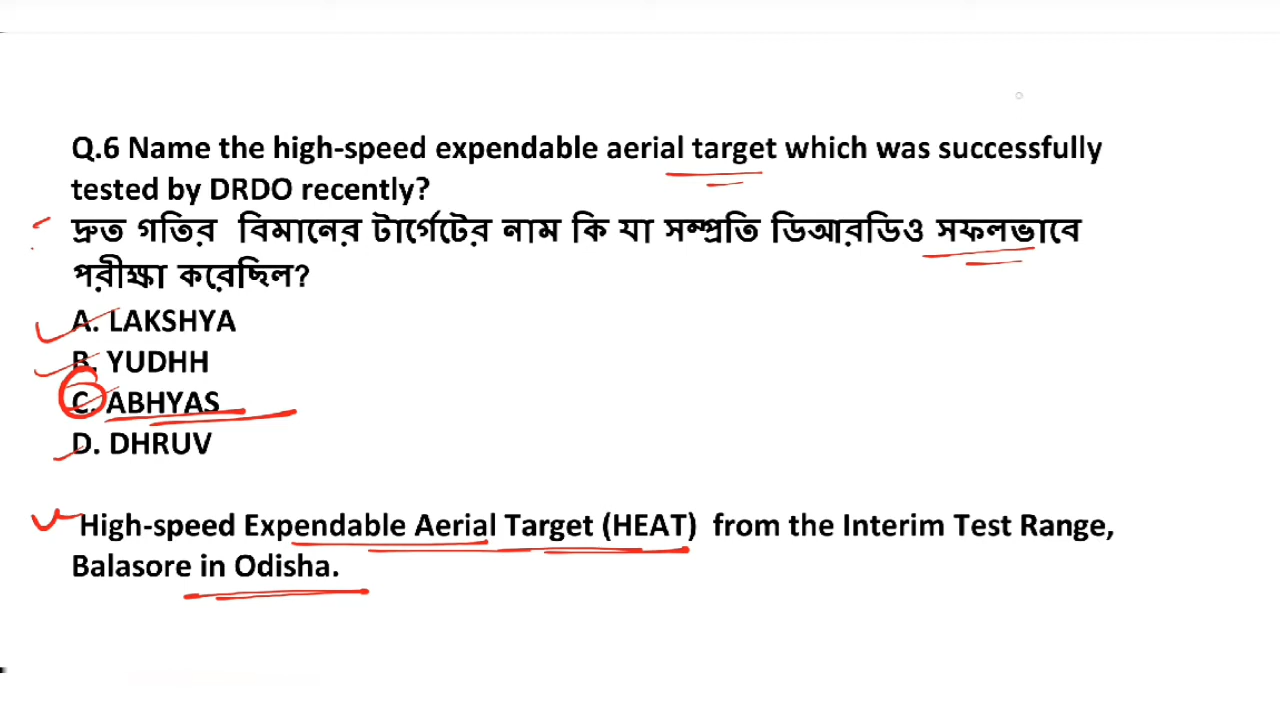 Q.6 Name the high-speed expendable aerial target which was successfully
tested by DRDO recently?
দ্রুত গতির বিমানের টার্গেটের নাম কি যা সম্প্রতি ডিআরডিও সফলভাবে
পরীক্ষা করেছিল?
A. LAKSHYA
B. YUDHH
C. ABHYAS
D. DHRUV
High-speed Expendable Aerial Target (HEAT) from the Interim Test Range,
Balasore in Odisha.